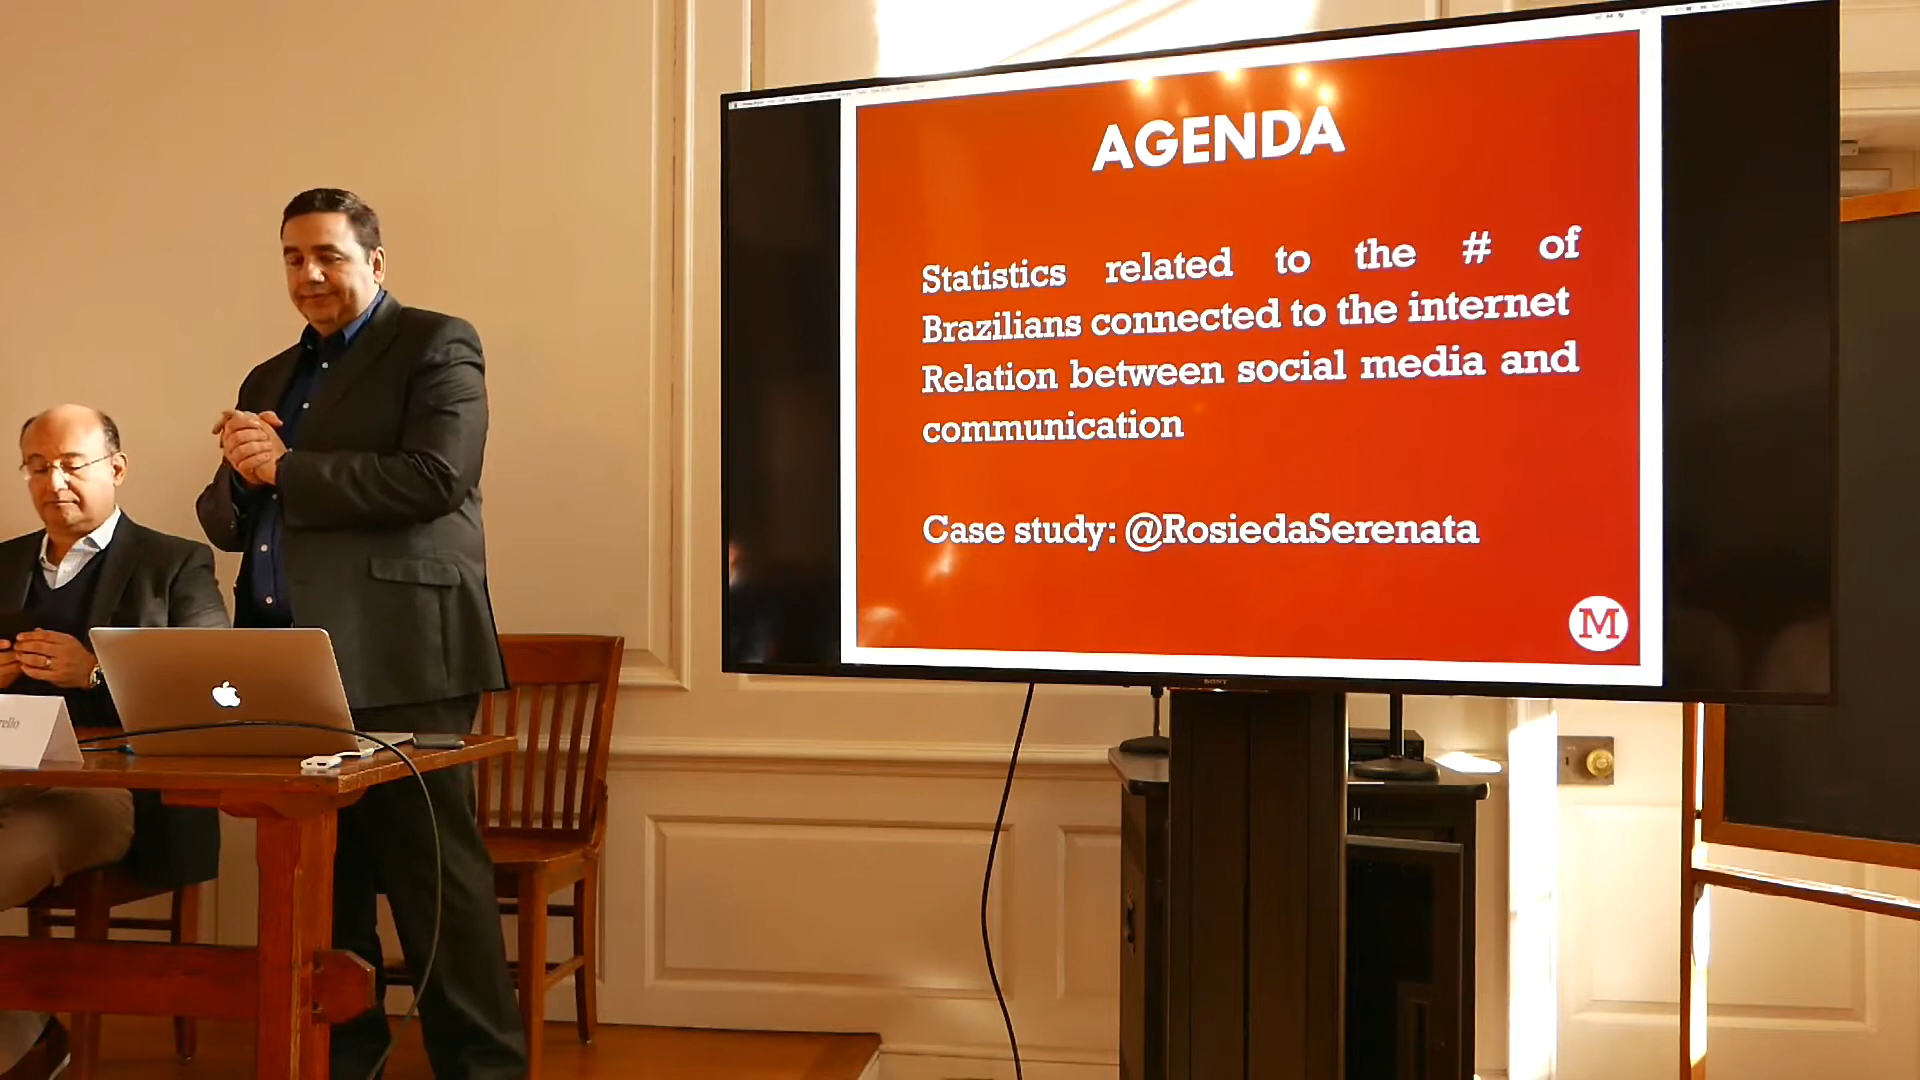 AGENDA
Statistics related to the # of
Brazilians connected to the internet
Relation between social media and
communication
Case study: @RosiedaSerenata
M
SONY